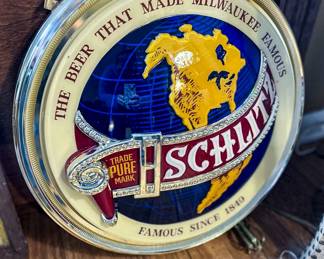 THE BEER THAT MADE MILWAUKEE FAMOUS
TRADE
PURE
MARK
SCHLITZ
FAMOUS SINCE 1849